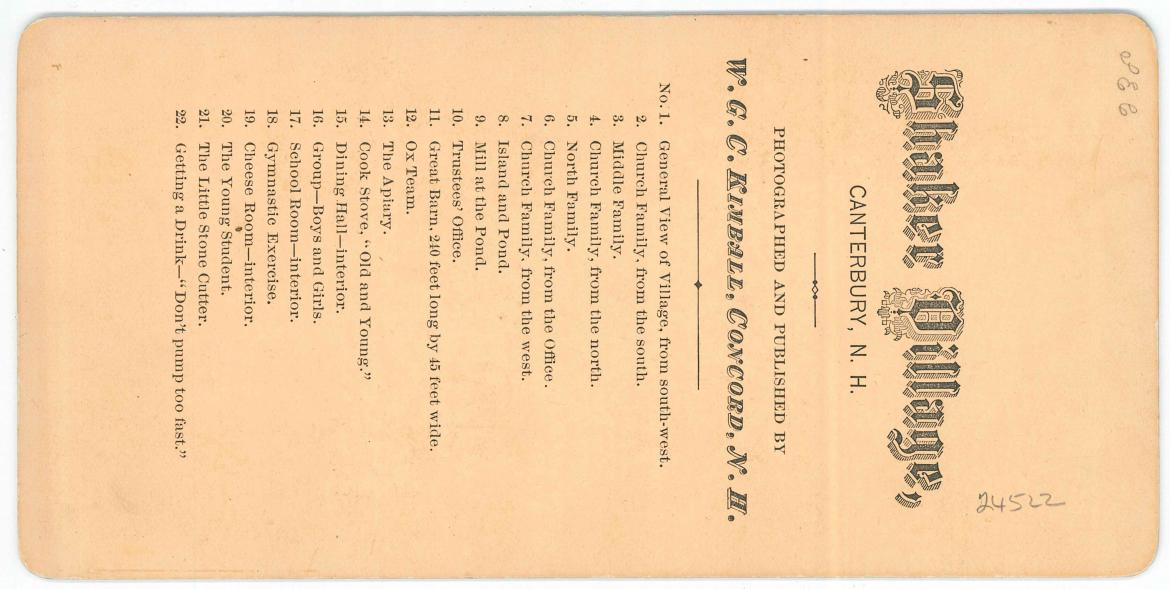 Shaker Village,
CANTERBURY, N. H.
PHOTOGRAPHED AND PUBLISHED BY
W. G. C. KIMBALL, CONCORD, N. H.
No. 1. General View of Village, from south-west.
2. Church Family, from the south.
3. Middle Family.
4. Church Family, from the north.
5. North Family.
6. Church Family, from the Office.
7. Church Family, from the west.
8. Island and Pond.
9. Mill at the Pond.
10. Trustees' Office.
11. Great Barn, 240 feet long by 45 feet wide.
12. Ox Team.
13. The Apiary.
14. Cook Stove, "Old and Young."
15. Dining Hall—interior.
16. Group—Boys and Girls.
17. School Room—interior.
18. Gymnastic Exercise.
19. Cheese Room—interior.
20. The Young Student.
21. The Little Stone Cutter.
22. Getting a Drink—"Don't pump too fast."
24522